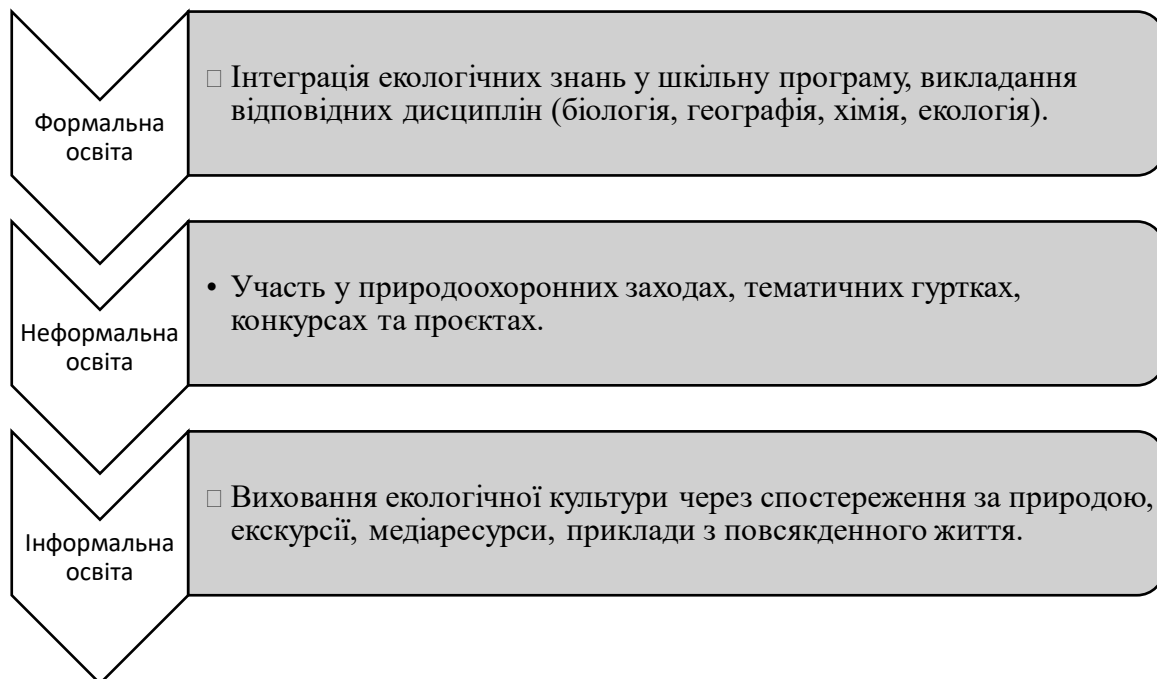 Формальна
освіта
□ Інтеграція екологічних знань у шкільну програму, викладання
відповідних дисциплін (біологія, географія, хімія, екологія).
Неформальна
освіта
• Участь у природоохоронних заходах, тематичних гуртках,
конкурсах та проєктах.
Інформальна
освіта
□ Виховання екологічної культури через спостереження за природою,
екскурсії, медіаресурси, приклади з повсякденного життя.